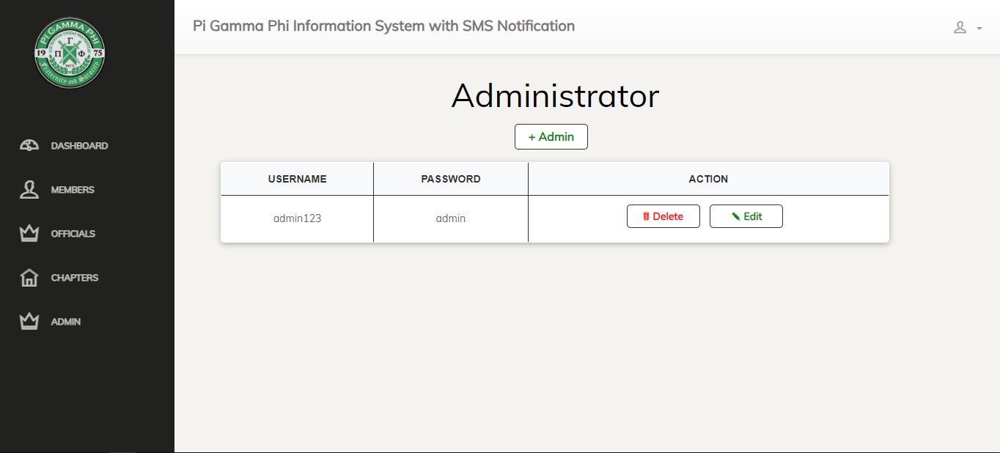 PI GAMMA PHI
19
75
Γ
Π
Φ
Fraternity and Sorority
Pi Gamma Phi Information System with SMS Notification
DASHBOARD
MEMBERS
OFFICIALS
CHAPTERS
ADMIN
Administrator
+ Admin
USERNAME PASSWORD ACTION
admin123 admin Delete Edit